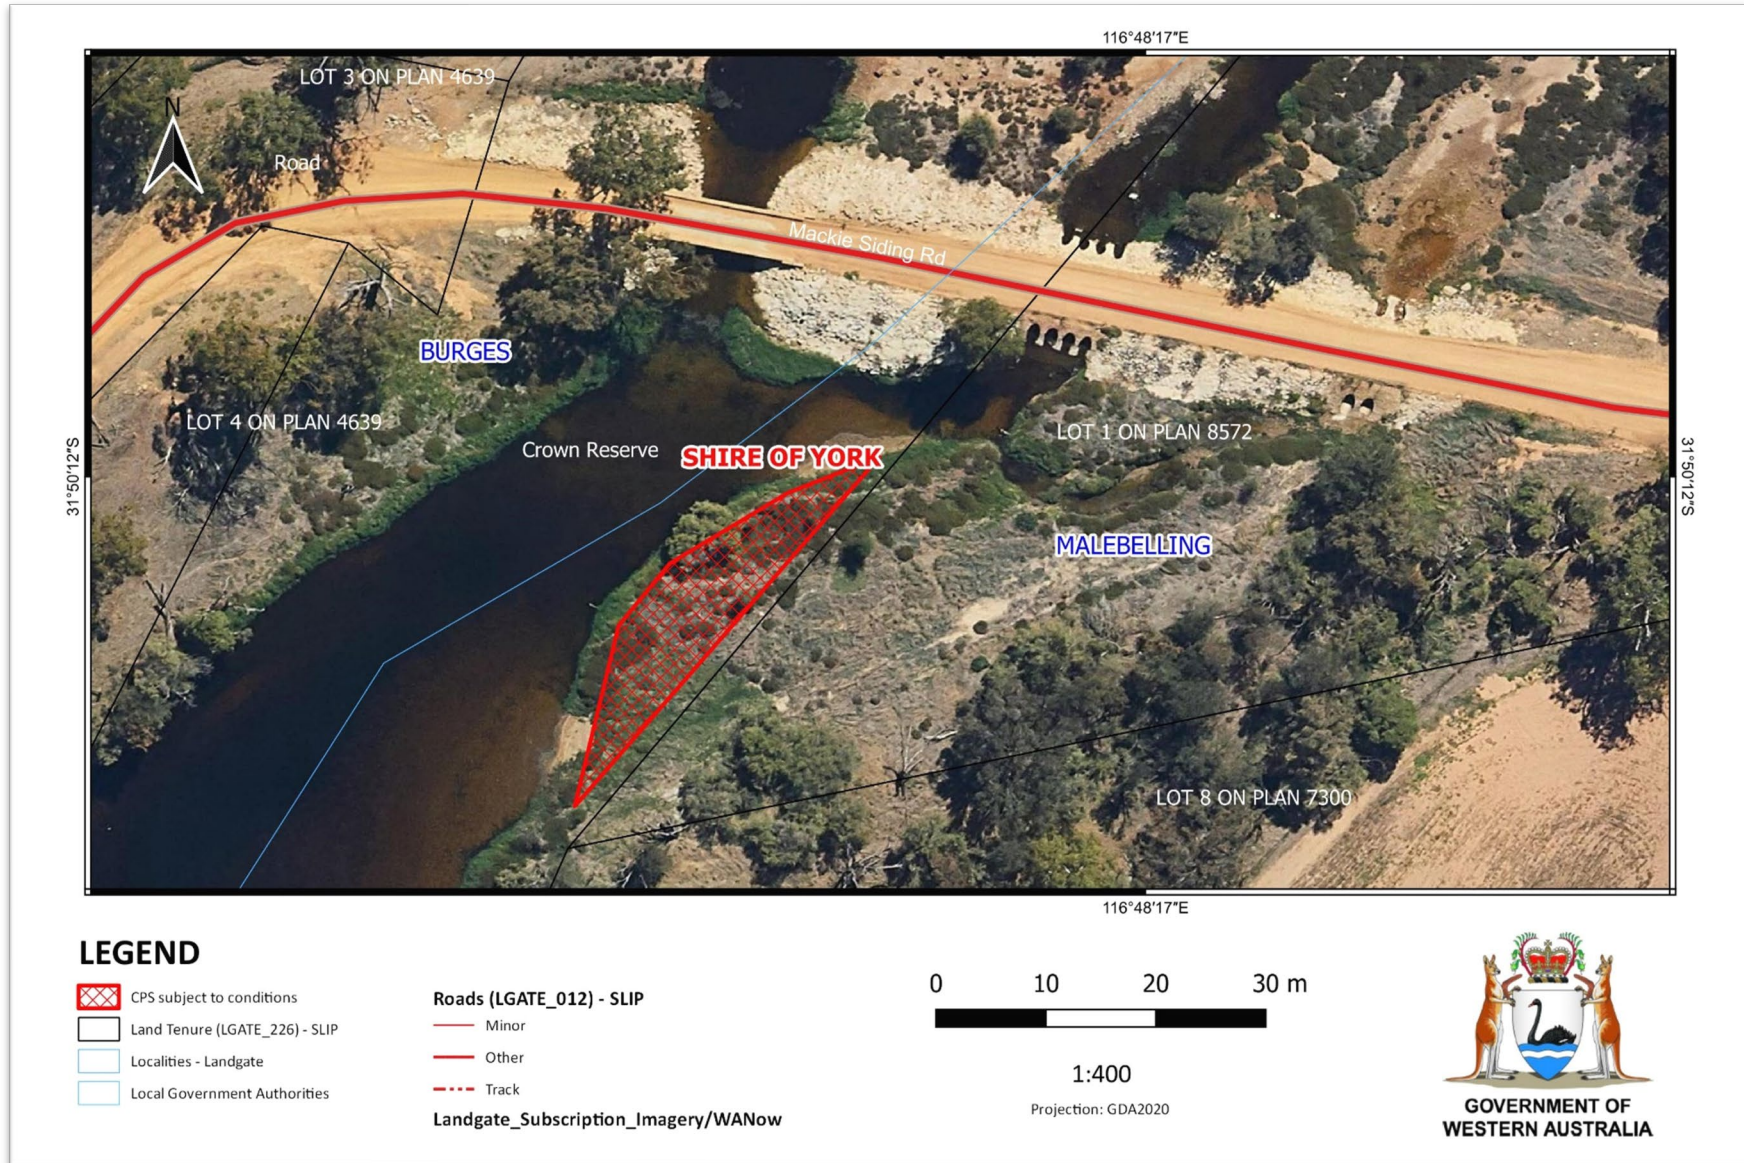 116°48'17"E
LOT 3 ON PLAN 4639
N
Road
Mackie Siding Rd
BURGES
LOT 4 ON PLAN 4639
LOT 1 ON PLAN 8572
Crown Reserve
SHIRE OF YORK
31°50'12"S
31°50'12"S
MALEBELLING
LOT 8 ON PLAN 7300
116°48'17"E
LEGEND
CPS subject to conditions
Land Tenure (LGATE_226) - SLIP
Localities - Landgate
Local Government Authorities
Roads (LGATE_012) - SLIP
Minor
Other
Track
Landgate_Subscription_Imagery/WANow
0 10 20 30 m
1:400
Projection: GDA2020
GOVERNMENT OF
WESTERN AUSTRALIA